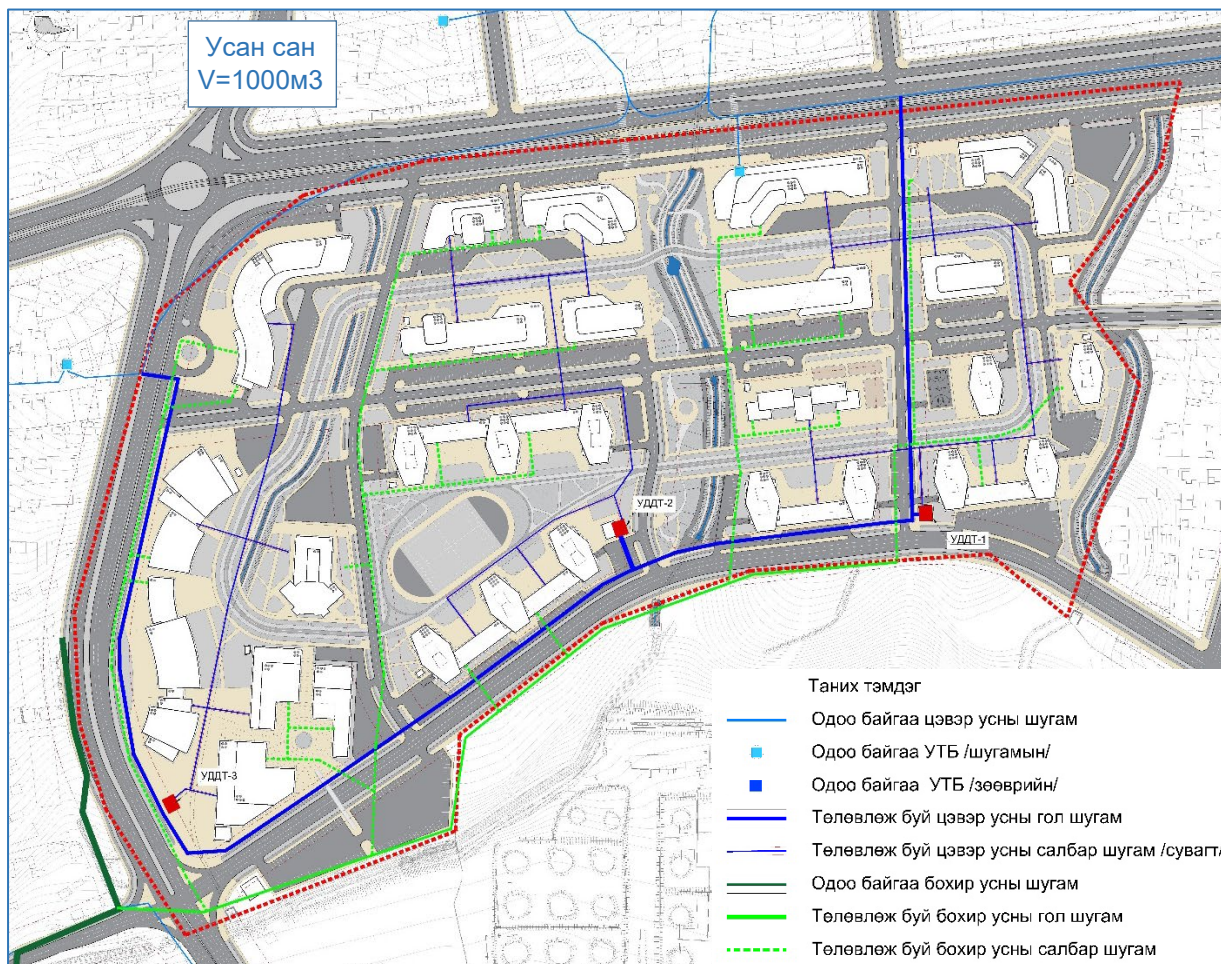 Усан сан
V=1000м3
УДДТ-2
УДДТ-1
УДДТ-3
Таних тэмдэг
Одоо байгаа цэвэр усны шугам
Одоо байгаа УТБ /шугамын/
Одоо байгаа УТБ /зөөврийн/
Төлөвлөж буй цэвэр усны гол шугам
Төлөвлөж буй цэвэр усны салбар шугам /сувагт/
Одоо байгаа бохир усны шугам
Төлөвлөж буй бохир усны гол шугам
Төлөвлөж буй бохир усны салбар шугам